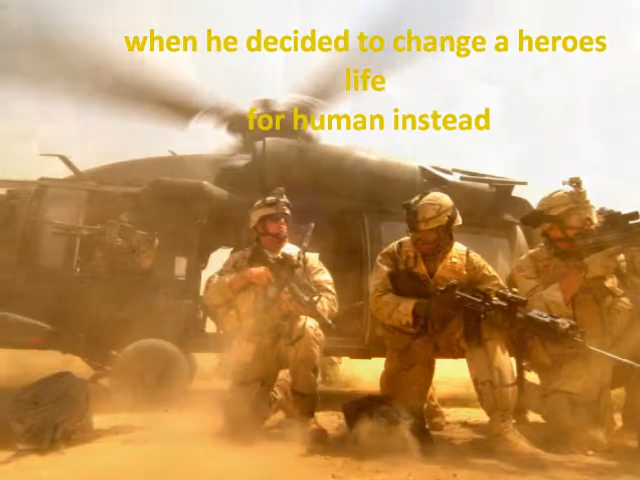 when he decided to change a heroes
life
for human instead